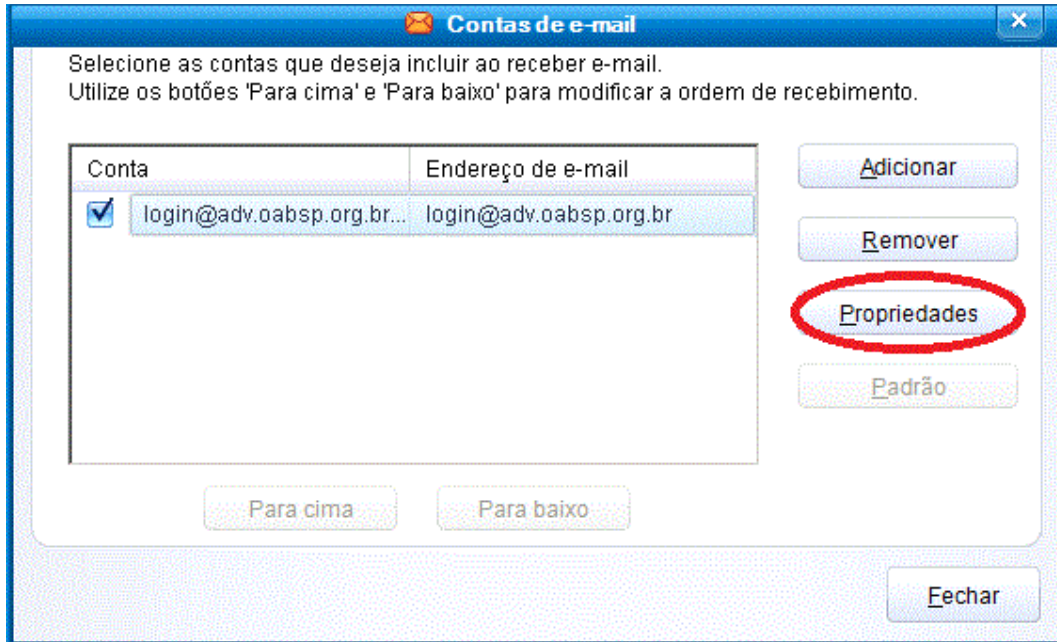 Contas de e-mail
Selecione as contas que deseja incluir ao receber e-mail.
Utilize os botões 'Para cima' e 'Para baixo' para modificar a ordem de recebimento.
Conta Endereço de e-mail
login@adv.oabsp.org.br... login@adv.oabsp.org.br
Adicionar
Remover
Propriedades
Padrão
Para cima Para baixo
Fechar